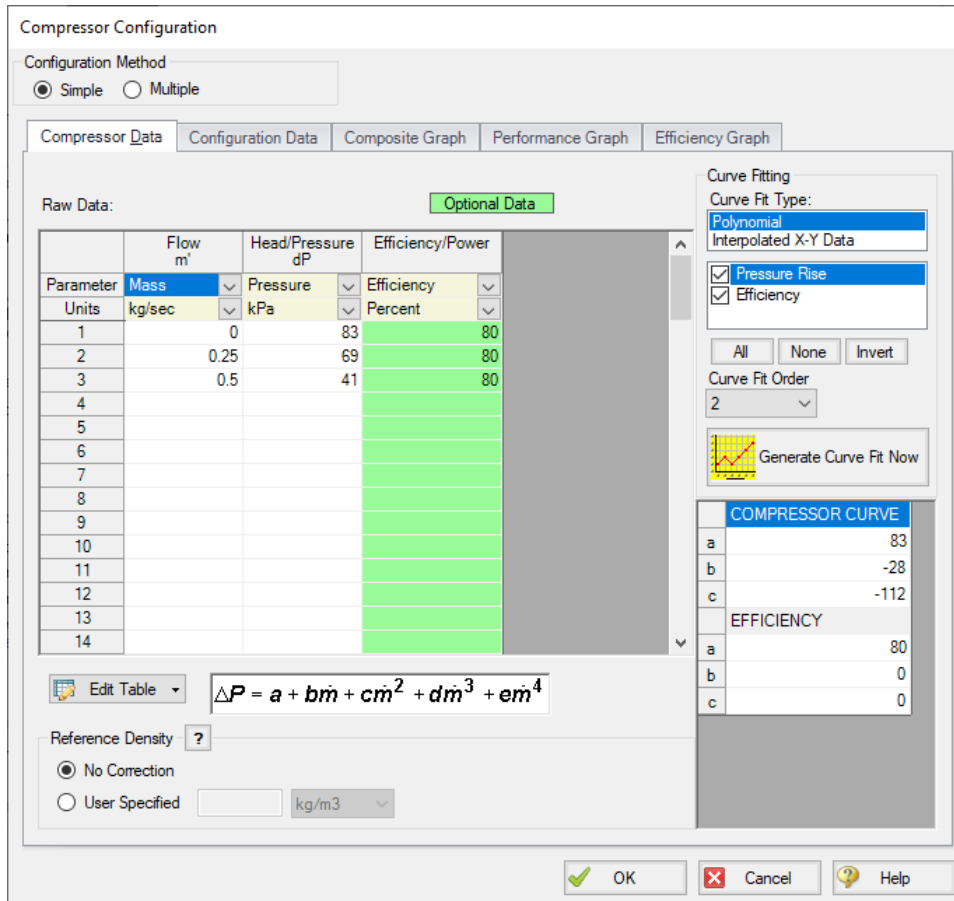 Compressor Configuration
Configuration Method
Simple Multiple
Compressor Data Configuration Data Composite Graph Performance Graph Efficiency Graph
Raw Data: Optional Data
Flow Head/Pressure Efficiency/Power
m' dP
Parameter Mass Pressure Efficiency
Units kg/sec kPa Percent
1 0 83 80
2 0.25 69 80
3 0.5 41 80
4
5
6
7
8
9
10
11
12
13
14
Edit Table
△P = a + bṁ + cṁ² + dṁ³ + eṁ⁴
Reference Density ?
No Correction
User Specified kg/m3
Curve Fitting
Curve Fit Type:
Polynomial
Interpolated X-Y Data
Pressure Rise
Efficiency
All None Invert
Curve Fit Order
2
Generate Curve Fit Now
COMPRESSOR CURVE
a 83
b -28
c -112
EFFICIENCY
a 80
b 0
c 0
OK Cancel Help